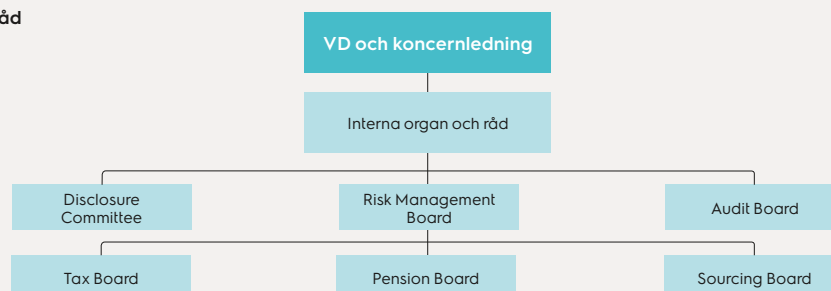 råd
VD och koncernledning
Interna organ och råd
Disclosure
Committee
Risk Management
Board
Audit Board
Tax Board
Pension Board
Sourcing Board